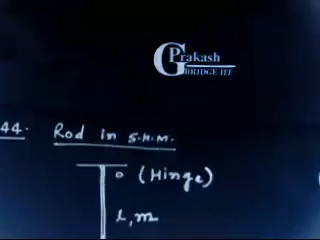 G Prakash
BRIDGE IIT
44. Rod in S.H.M.
O (Hinge)
l, m